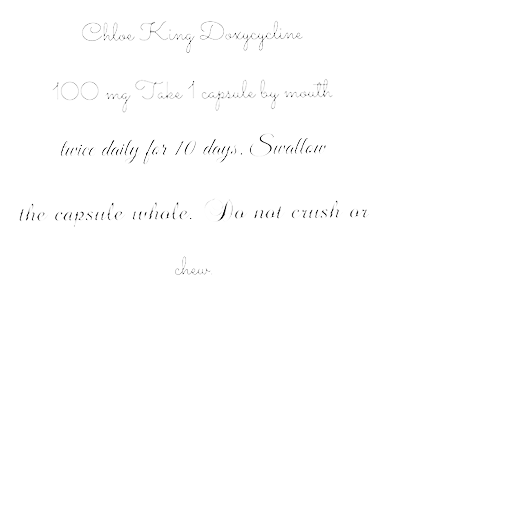 Chloe King Doxycycline
100 mg Take 1 capsule by mouth
twice daily for 10 days. Swallow
the capsule whole. Do not crush or
chew